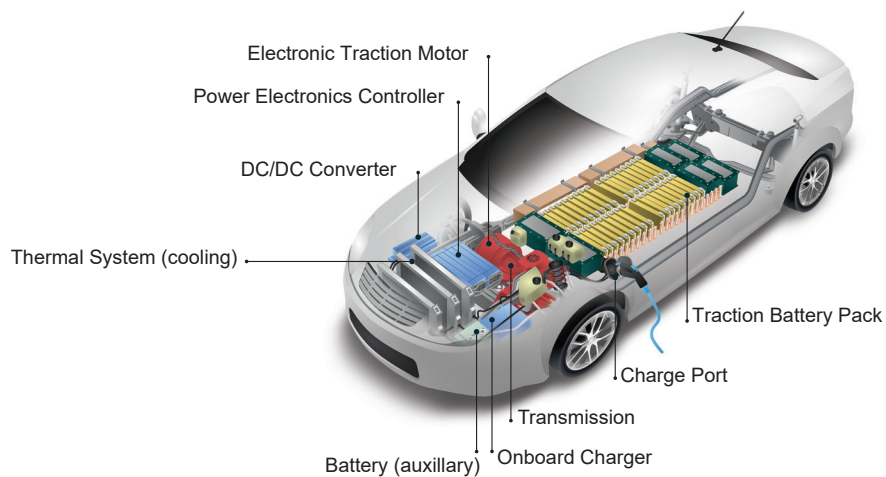 Electronic Traction Motor
Power Electronics Controller
DC/DC Converter
Thermal System (cooling)
Traction Battery Pack
Charge Port
Transmission
Onboard Charger
Battery (auxillary)